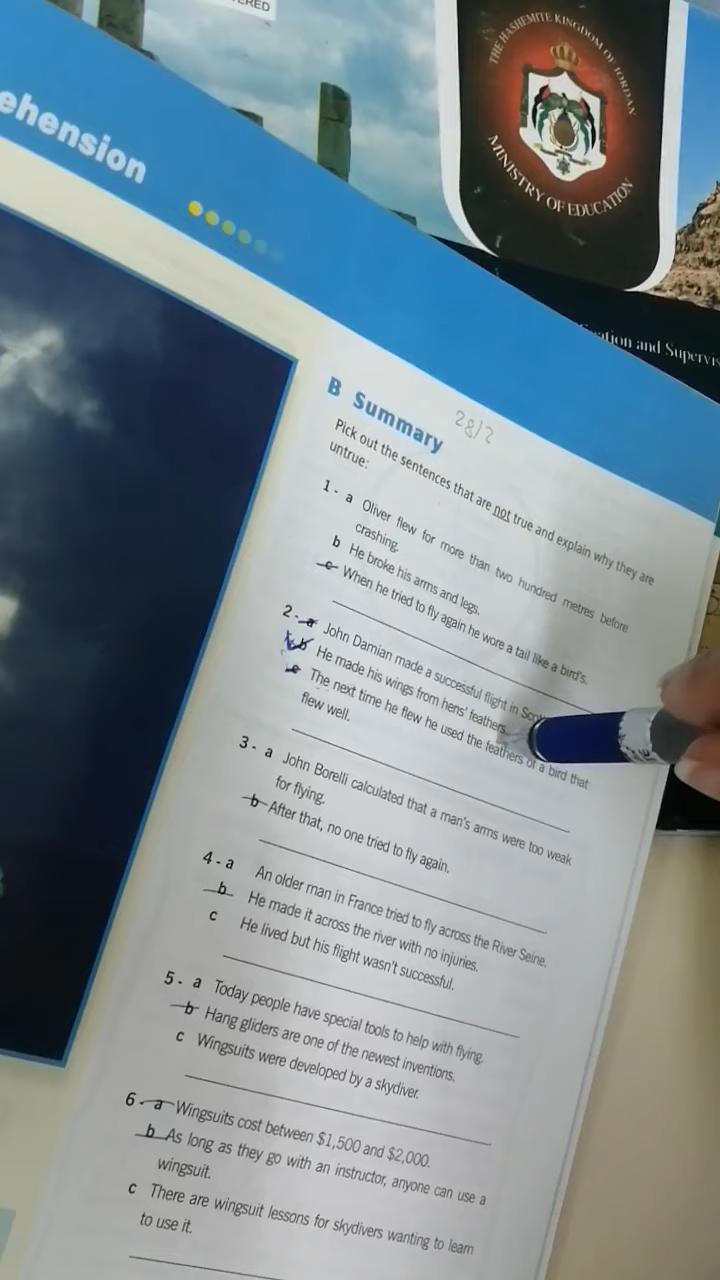 ERED
THE HASHEMITE KINGDOM OF JORDAN
MINISTRY OF EDUCATION
and Supervis
ehension
B Summary
28/2
Pick out the sentences that are not true and explain why they are
untrue:
1 - a Oliver flew for more than two hundred metres before
crashing.
b He broke his arms and legs.
c When he tried to fly again he wore a tail like a bird's.
2 - a John Damian made a successful flight in
b He made his wings from hens' feathers.
c The next time he flew he used the feathers of a bird that
flew well.
3 - a John Borelli calculated that a man's arms were too weak
for flying.
b After that, no one tried to fly again.
4 - a An older man in France tried to fly across the River Seine.
b He made it across the river with no injuries.
c He lived but his flight wasn't successful.
5 - a Today people have special tools to help with flying.
b Hang gliders are one of the newest inventions.
c Wingsuits were developed by a skydiver.
6 - a Wingsuits cost between $1,500 and $2,000.
b As long as they go with an instructor, anyone can use a
wingsuit.
c There are wingsuit lessons for skydivers wanting to learn
to use it.